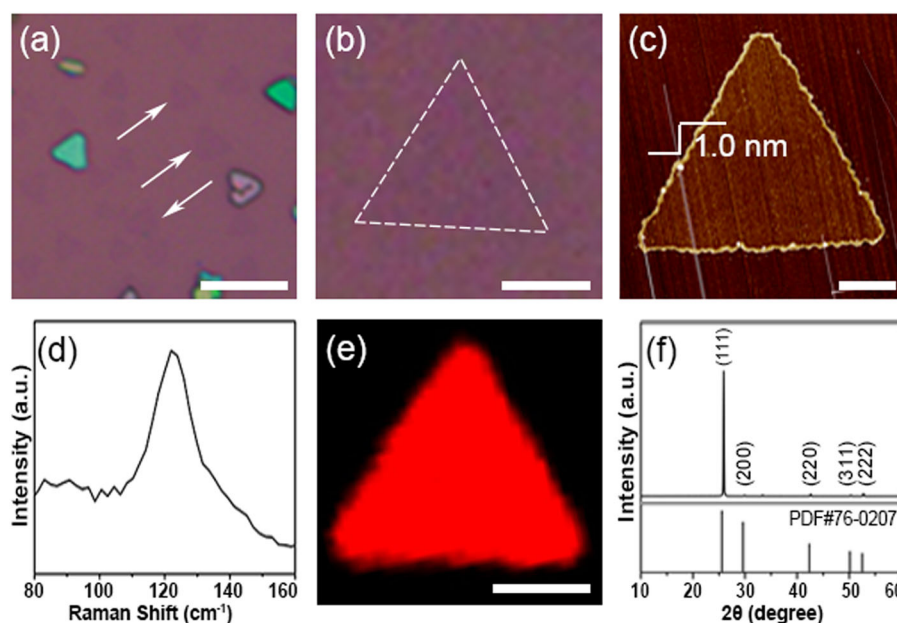 (a)
(b)
(c)
1.0 nm
(d)
Intensity (a.u.)
80 100 120 140 160
Raman Shift (cm⁻¹)
(e)
(f)
Intensity (a.u.)
(111)
(200)
(220)
(311)
(222)
PDF#76-0207
10 20 30 40 50 60
2θ (degree)